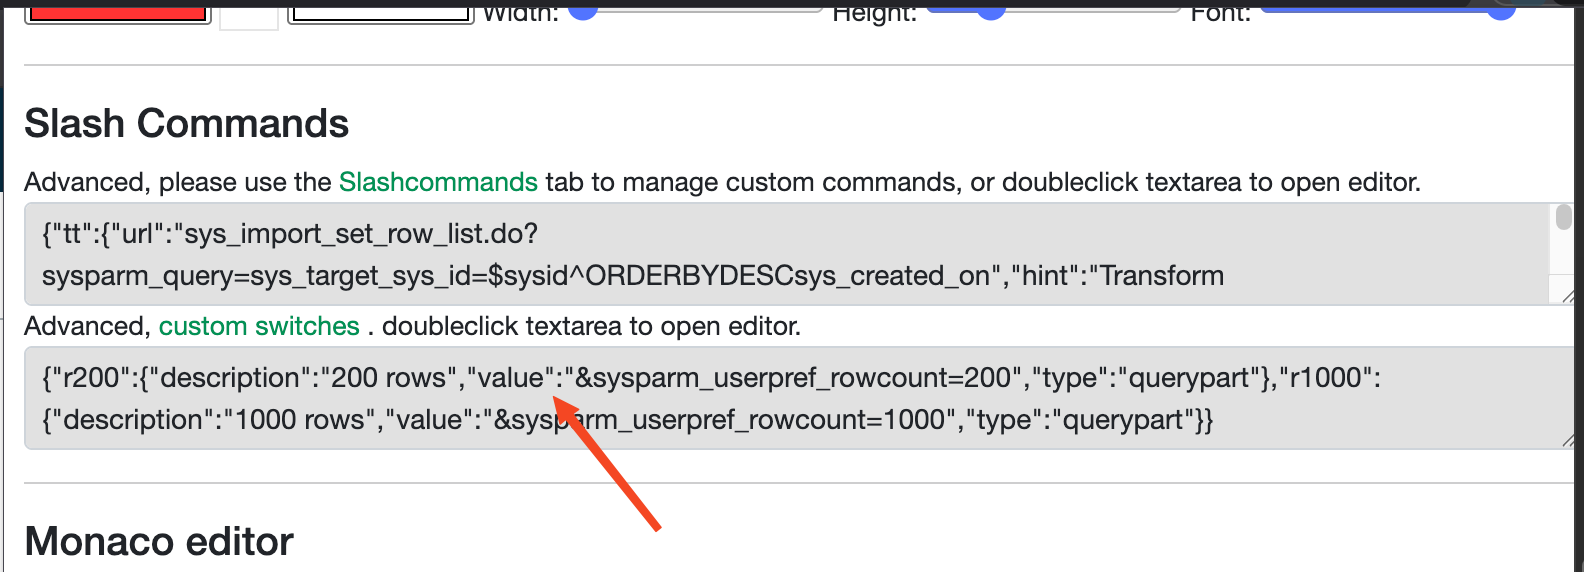 Width: Height: Font:
Slash Commands
Advanced, please use the Slashcommands tab to manage custom commands, or doubleclick textarea to open editor.
{"tt":{"url":"sys_import_set_row_list.do?
sysparm_query=sys_target_sys_id=$sysid^ORDERBYDESCsys_created_on","hint":"Transform
Advanced, custom switches . doubleclick textarea to open editor.
{"r200":{"description":"200 rows","value":"&sysparm_userpref_rowcount=200","type":"querypart"},"r1000":
{"description":"1000 rows","value":"&sysparm_userpref_rowcount=1000","type":"querypart"}}
Monaco editor